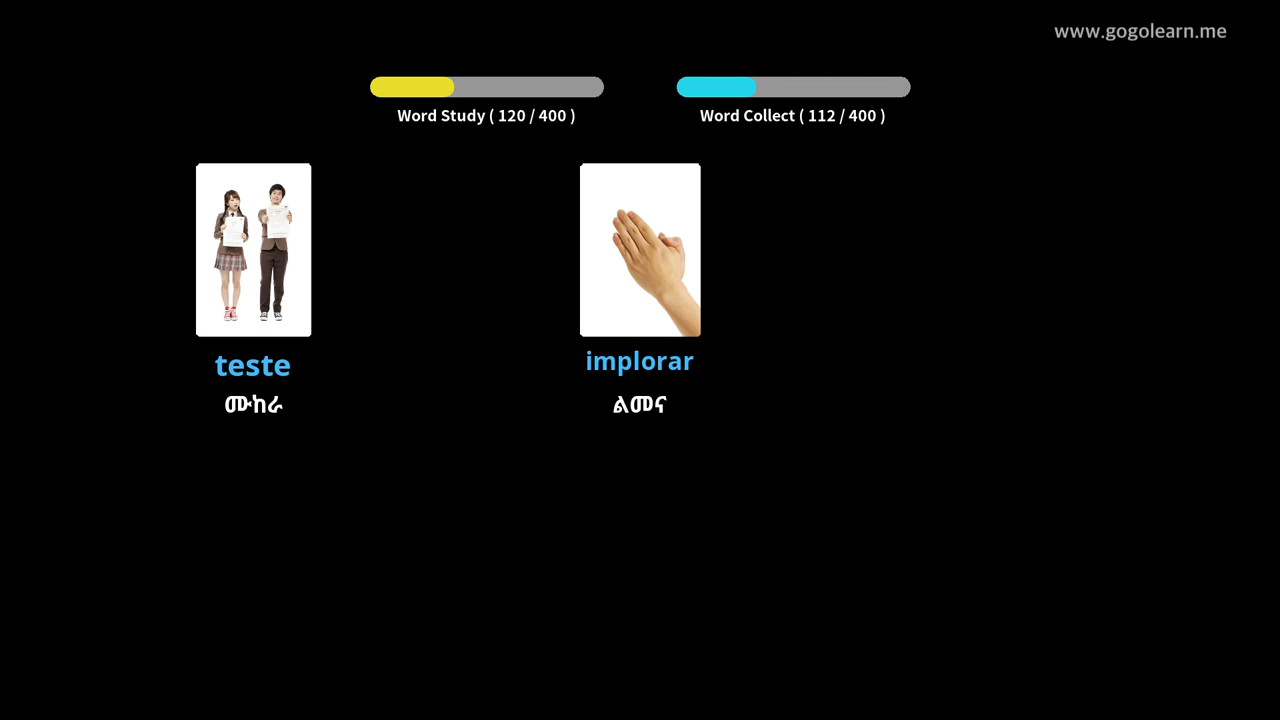 www.gogolearn.me
Word Study ( 120 / 400 )
Word Collect ( 112 / 400 )
teste
ሙከራ
implorar
ልመና